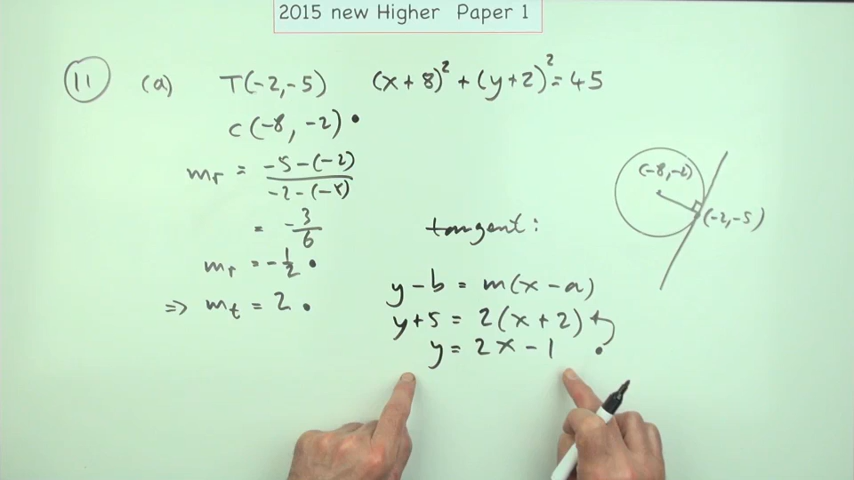 2015 new Higher Paper 1
11 (a) T(-2,-5) (x+8)² + (y+2)² = 45
C(-8, -2) •
mr = -5-(-2) / -2-(-8)
= -3/6
mr = -1/2 •
⇒ mt = 2 •
tangent:
y-b = m(x-a)
y+5 = 2(x+2)
y = 2x-1 •
(-8,-2)
(-2,-5)